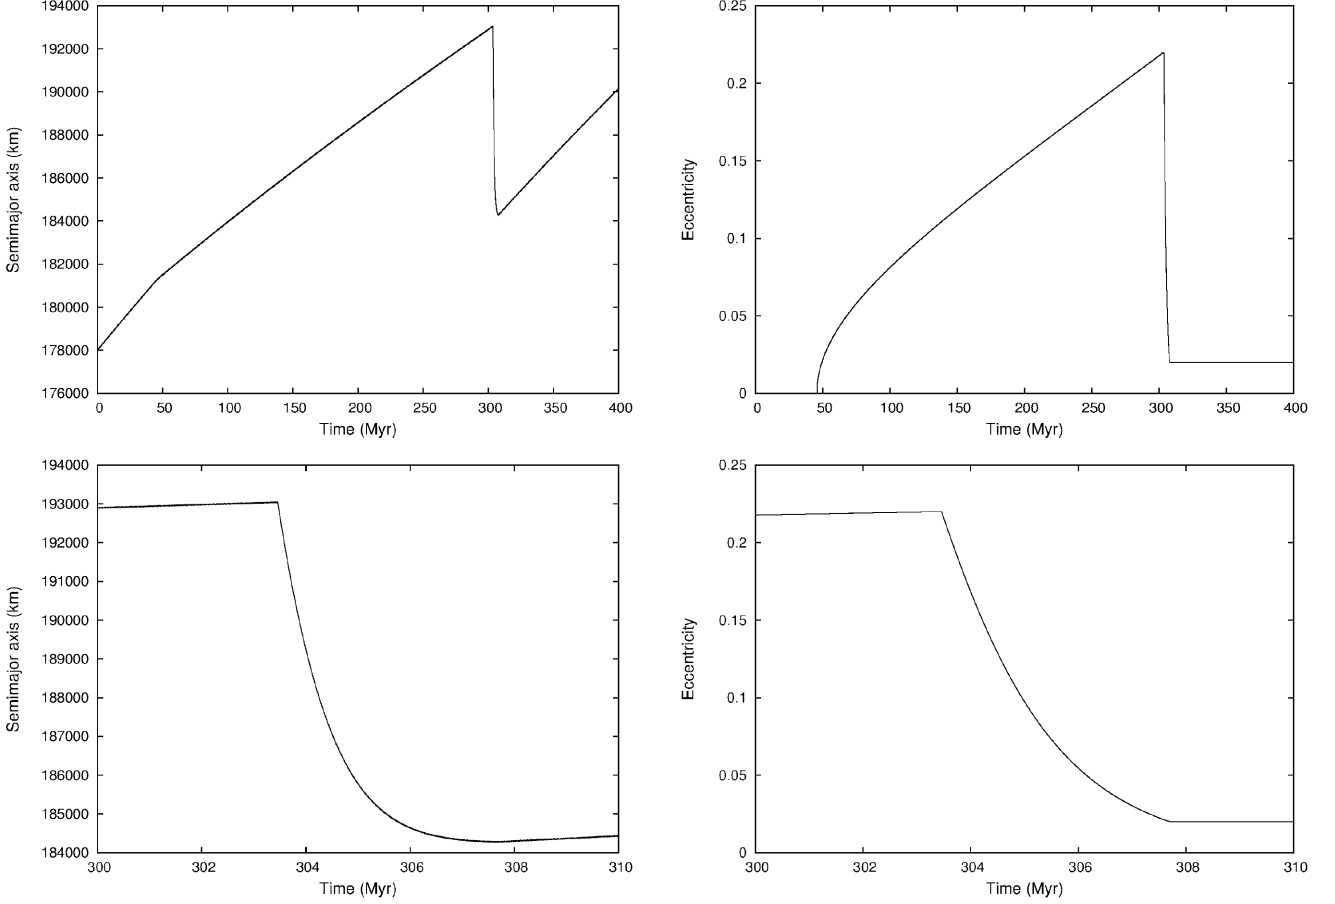 194000
192000
190000
188000
186000
184000
182000
180000
178000
176000
Semimajor axis (km)
0 50 100 150 200 250 300 350 400
Time (Myr)
0.25
0.2
0.15
0.1
0.05
0
Eccentricity
0 50 100 150 200 250 300 350 400
Time (Myr)
194000
193000
192000
191000
190000
189000
188000
187000
186000
185000
184000
Semimajor axis (km)
300 302 304 306 308 310
Time (Myr)
0.25
0.2
0.15
0.1
0.05
0
Eccentricity
300 302 304 306 308 310
Time (Myr)